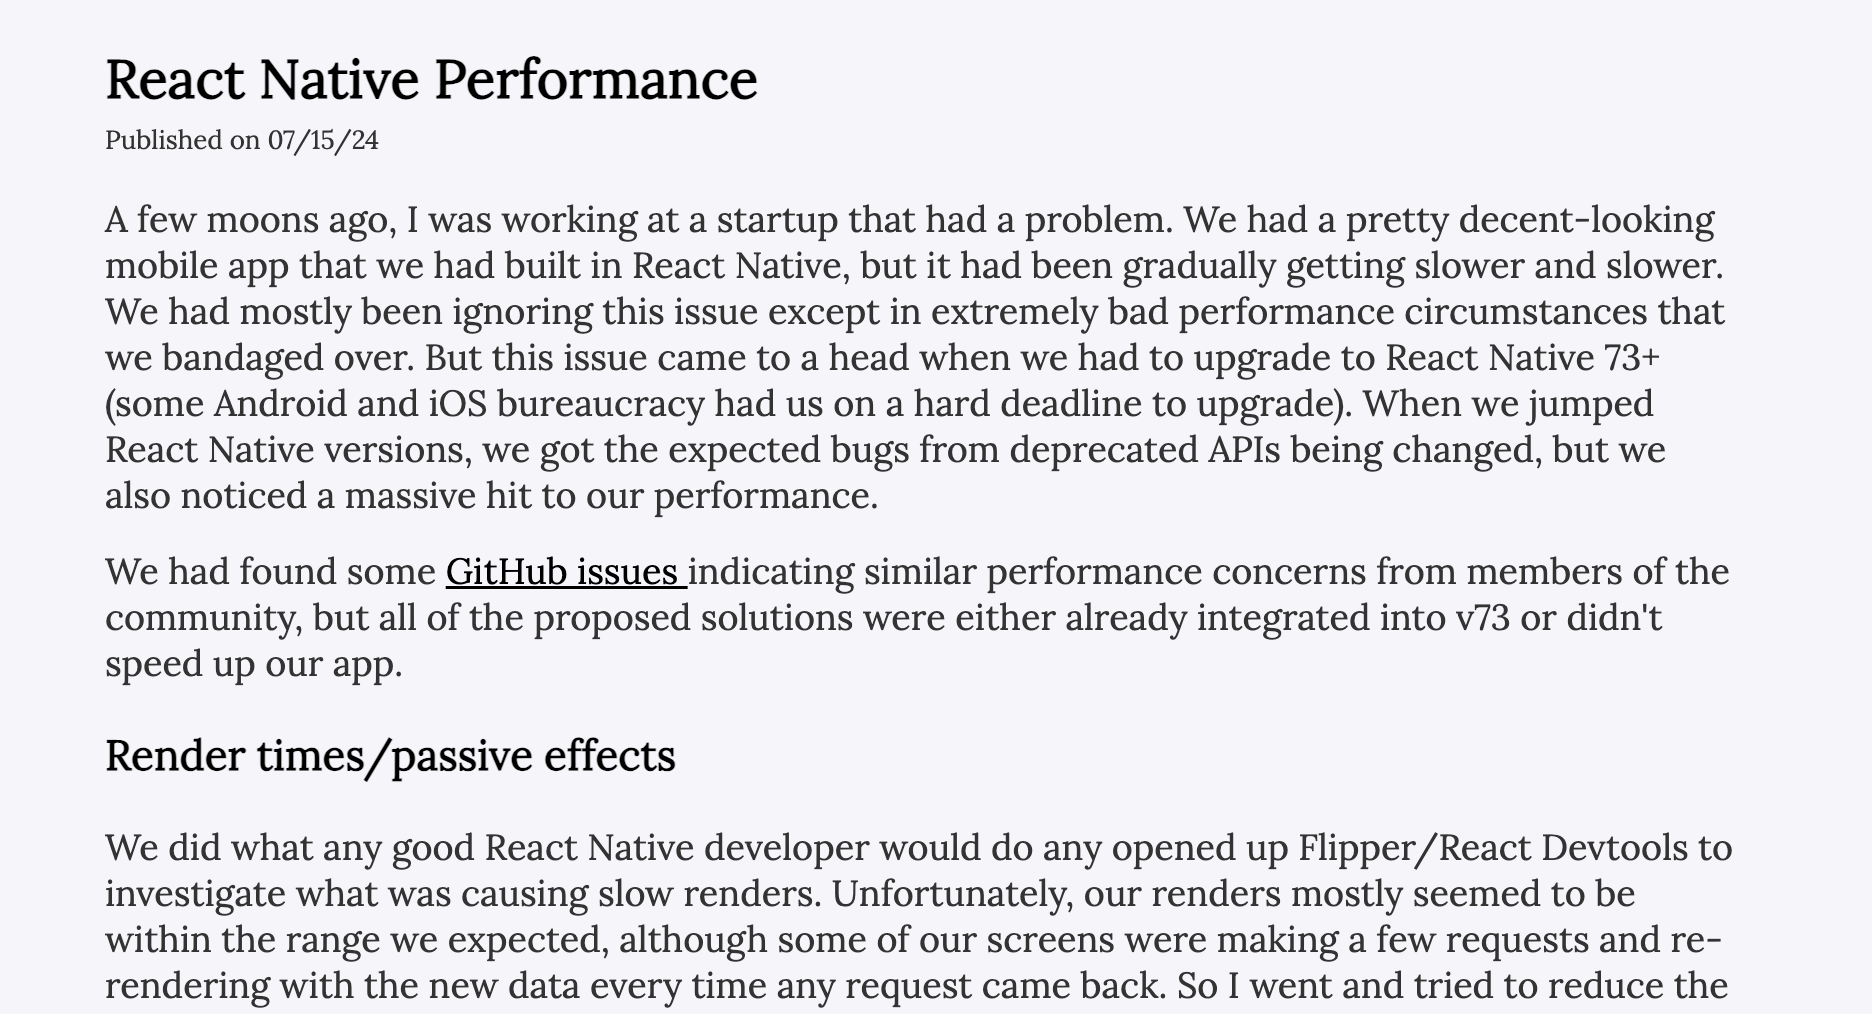 React Native Performance
Published on 07/15/24
A few moons ago, I was working at a startup that had a problem. We had a pretty decent-looking
mobile app that we had built in React Native, but it had been gradually getting slower and slower.
We had mostly been ignoring this issue except in extremely bad performance circumstances that
we bandaged over. But this issue came to a head when we had to upgrade to React Native 73+
(some Android and iOS bureaucracy had us on a hard deadline to upgrade). When we jumped
React Native versions, we got the expected bugs from deprecated APIs being changed, but we
also noticed a massive hit to our performance.
We had found some GitHub issues indicating similar performance concerns from members of the
community, but all of the proposed solutions were either already integrated into v73 or didn't
speed up our app.
Render times/passive effects
We did what any good React Native developer would do any opened up Flipper/React Devtools to
investigate what was causing slow renders. Unfortunately, our renders mostly seemed to be
within the range we expected, although some of our screens were making a few requests and re-
rendering with the new data every time any request came back. So I went and tried to reduce the